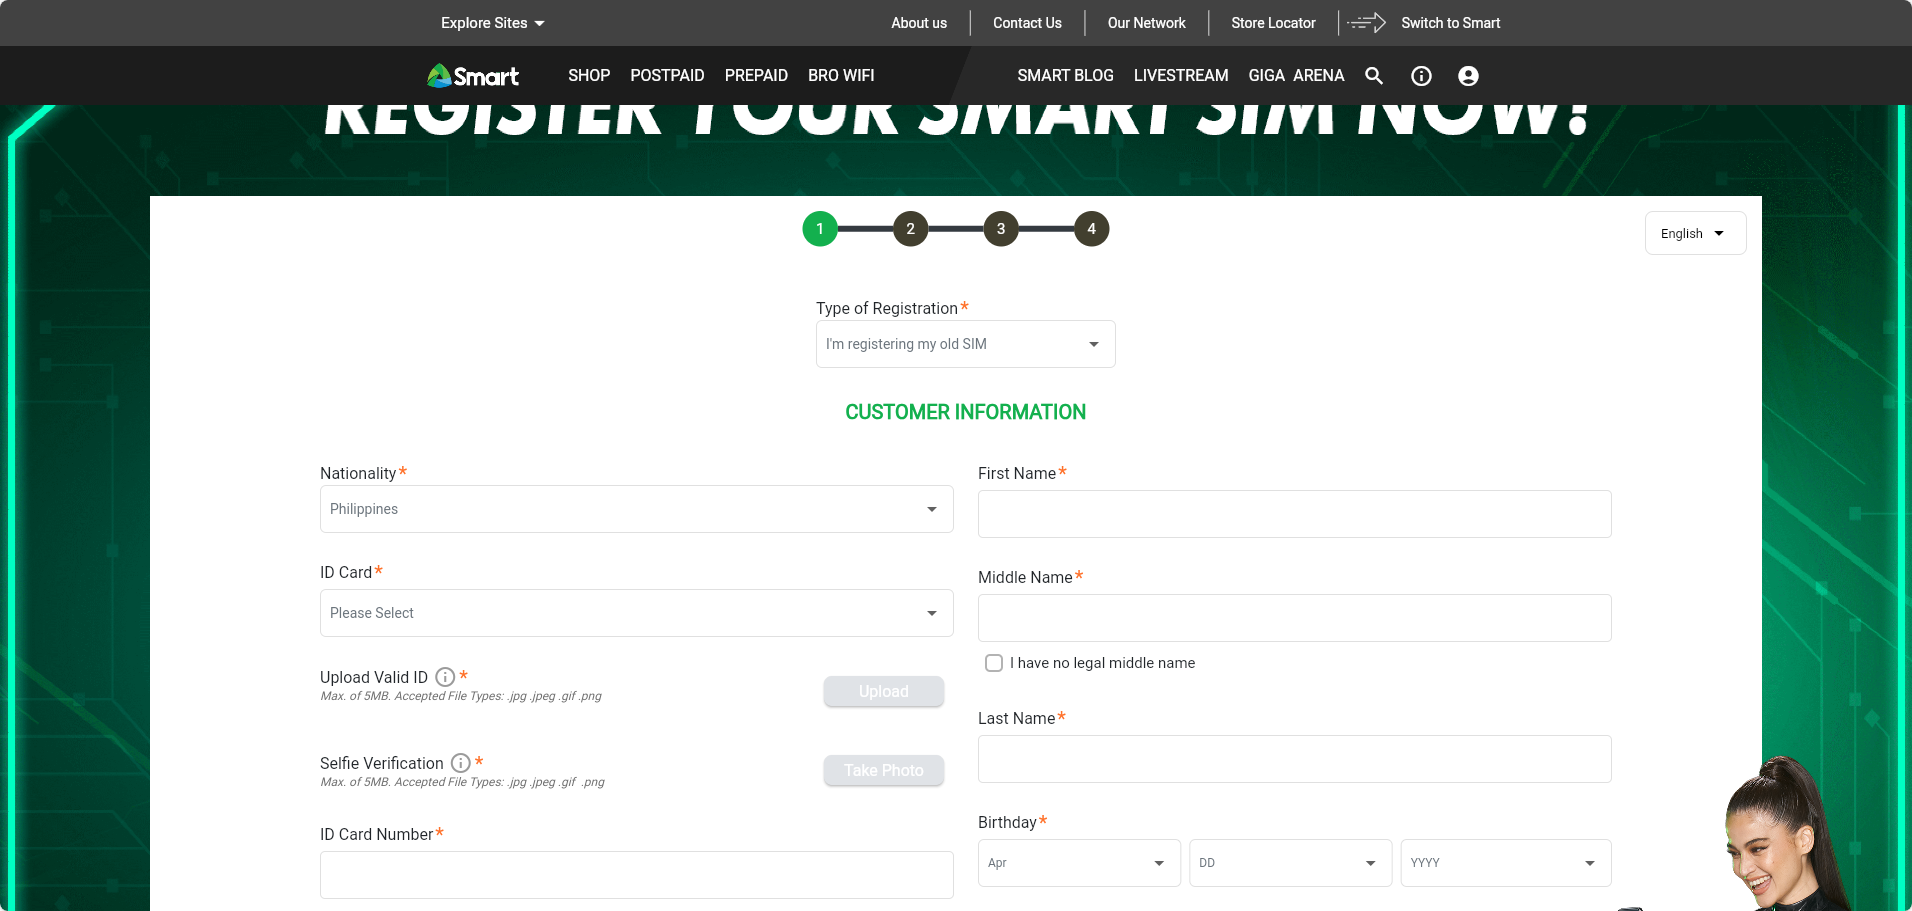 Explore Sites
About us
Contact Us
Our Network
Store Locator
Switch to Smart
Smart
SHOP
POSTPAID
PREPAID
BRO WIFI
SMART BLOG
LIVESTREAM
GIGA ARENA
REGISTER YOUR SMART SIM NOW!
1
2
3
4
English
Type of Registration*
I'm registering my old SIM
CUSTOMER INFORMATION
Nationality*
Philippines
ID Card*
Please Select
Upload Valid ID *
Max. of 5MB. Accepted File Types: .jpg .jpeg .gif .png
Upload
Selfie Verification *
Max. of 5MB. Accepted File Types: .jpg .jpeg .gif .png
Take Photo
ID Card Number*
First Name*
Middle Name*
I have no legal middle name
Last Name*
Birthday*
Apr
DD
YYYY